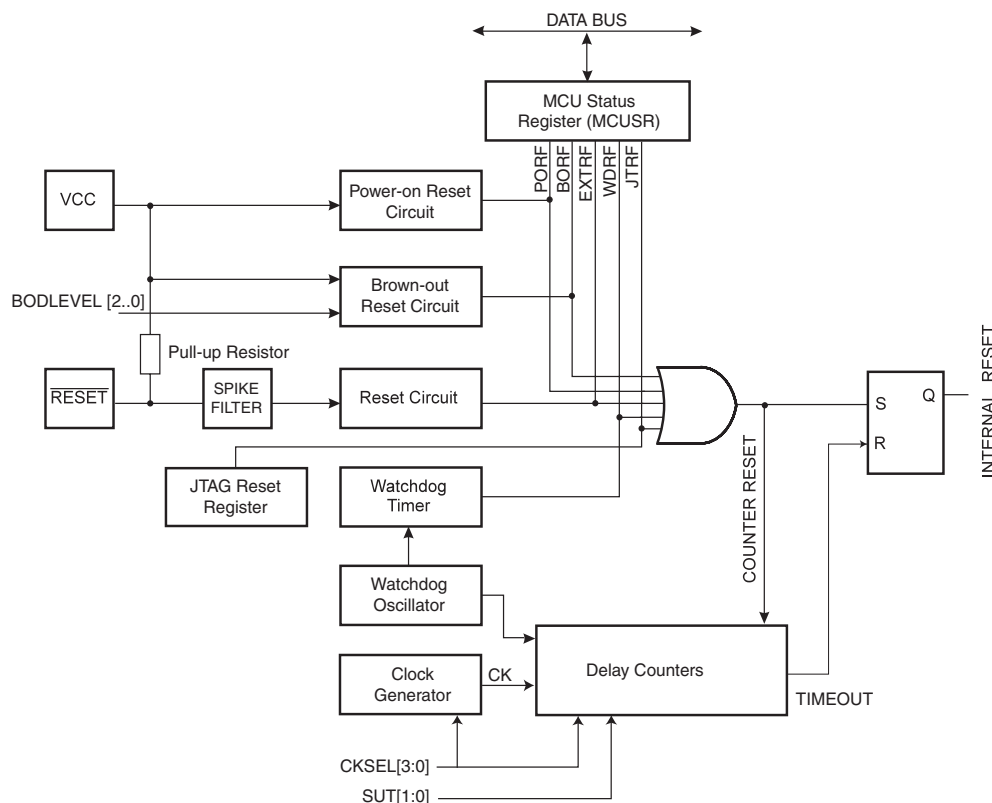 DATA BUS
MCU Status
Register (MCUSR)
PORF
BORF
EXTRF
WDRF
JTRF
VCC
Power-on Reset
Circuit
Brown-out
Reset Circuit
BODLEVEL [2..0]
Pull-up Resistor
RESET
SPIKE
FILTER
Reset Circuit
JTAG Reset
Register
Watchdog
Timer
S
Q
R
INTERNAL RESET
COUNTER RESET
Watchdog
Oscillator
Clock
Generator
CK
Delay Counters
TIMEOUT
CKSEL[3:0]
SUT[1:0]